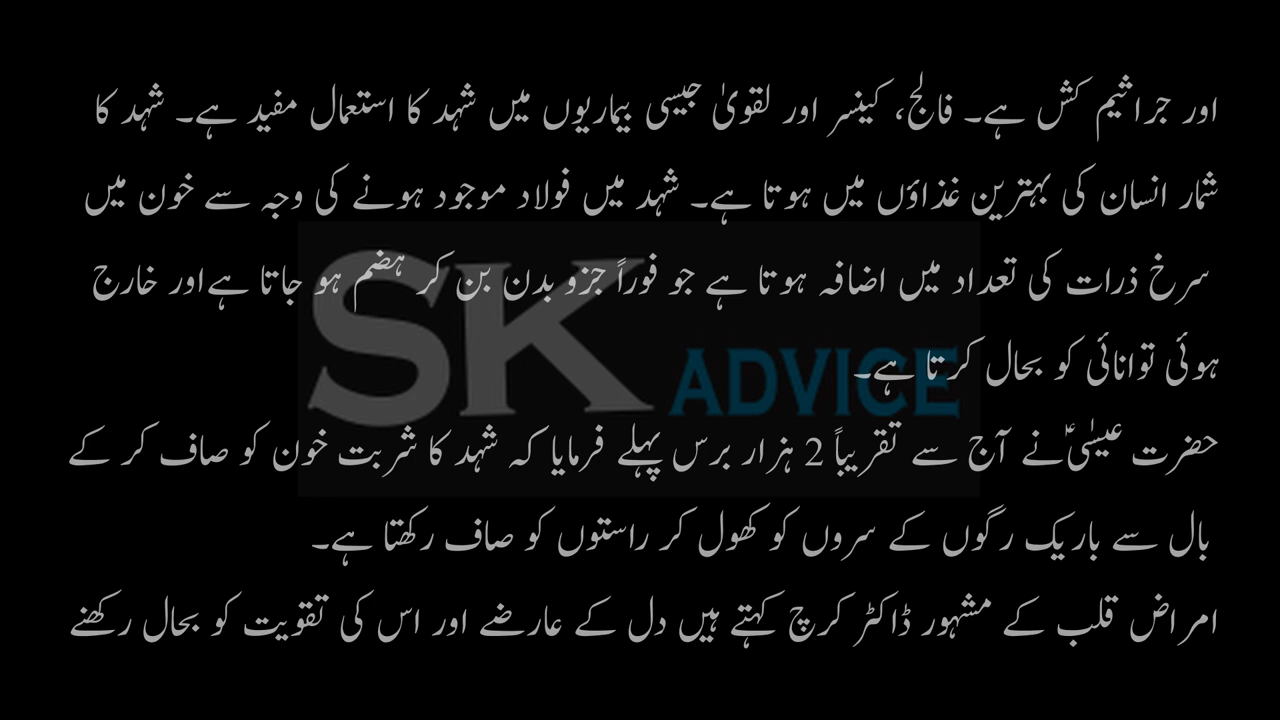 اور جراثیم کش ہے۔ فالج، کینسر اور لقویٰ جیسی بیماریوں میں شہد کا استعمال مفید ہے۔ شہد کا
شمار انسان کی بہترین غذاؤں میں ہوتا ہے۔ شہد میں فولاد موجود ہونے کی وجہ سے خون میں
سرخ ذرات کی تعداد میں اضافہ ہوتا ہے جو فوراً جزو بدن بن کر ہضم ہو جاتا ہےاور خارج
ہوئی توانائی کو بحال کرتا ہے۔
SK ADVICE
حضرت عیسٰیؑ نے آج سے تقریباً 2 ہزار برس پہلے فرمایا کہ شہد کا شربت خون کو صاف کر کے
بال سے باریک رگوں کے سروں کو کھول کر راستوں کو صاف رکھتا ہے۔
امراض قلب کے مشہور ڈاکٹر کرچ کہتے ہیں دل کے عارضے اور اس کی تقویت کو بحال رکھنے